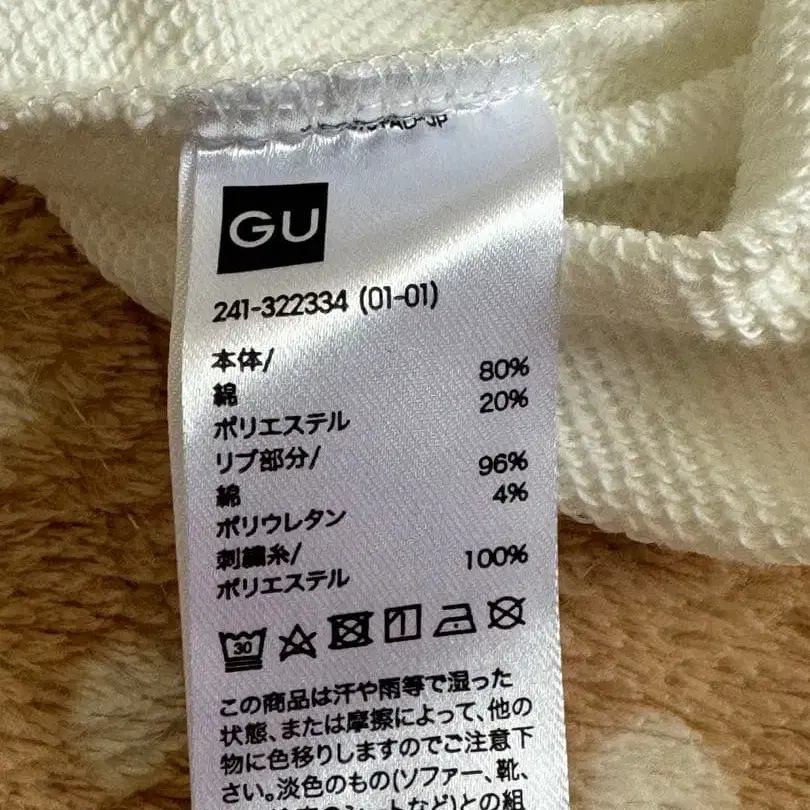 GU
241-322334 (01-01)
本体/
綿 80%
ポリエステル 20%
リブ部分/
綿 96%
ポリウレタン 4%
刺繍糸/
ポリエステル 100%
30
この商品は汗や雨等で湿った
状態、または摩擦によって、他の
物に色移りしますのでご注意下
さい。淡色のもの(ソファー、靴、